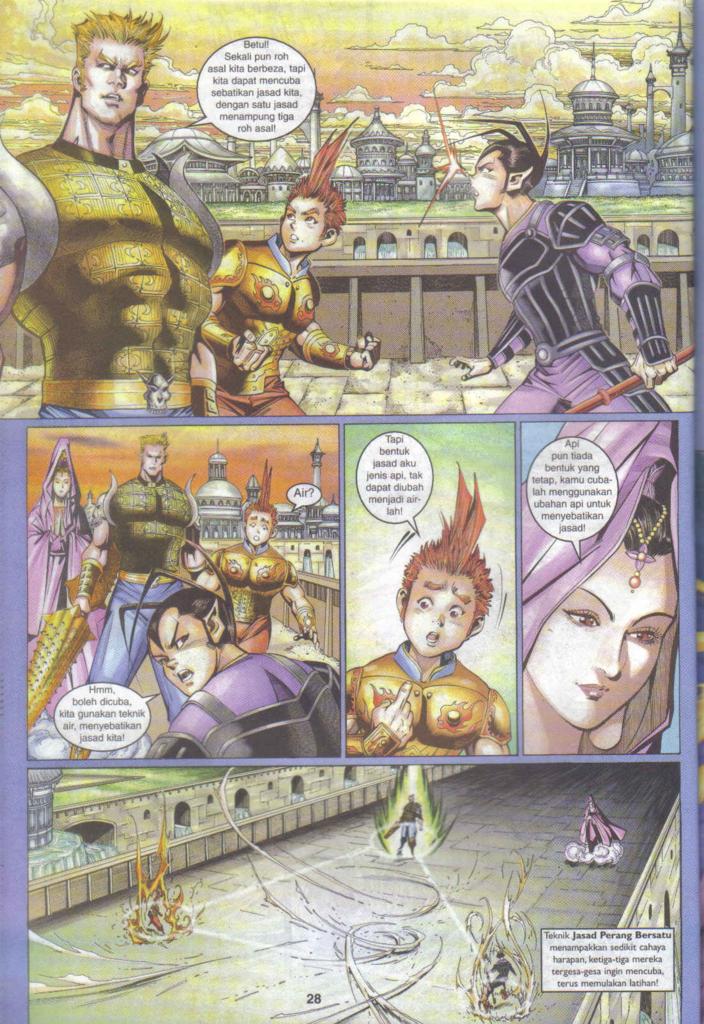 Betul!
Sekali pun roh
asal kita berbeza, tapi
kita dapat mencuba
sebatikan jasad kita,
dengan satu jasad
menampung tiga
roh asal!
Air?
Hmm,
boleh dicuba,
kita gunakan teknik
air, menyebatikan
jasad kita!
Tapi
bentuk
jasad aku
jenis api, tak
dapat diubah
menjadi air-
lah!
Api
pun tiada
bentuk yang
tetap, kamu cuba-
lah menggunakan
ubahan api untuk
menyebatikan
jasad!
Teknik Jasad Perang Bersatu
menampakkan sedikit cahaya
harapan, ketiga-tiga mereka
tergesa-gesa ingin mencuba,
terus memulakan latihan!
28